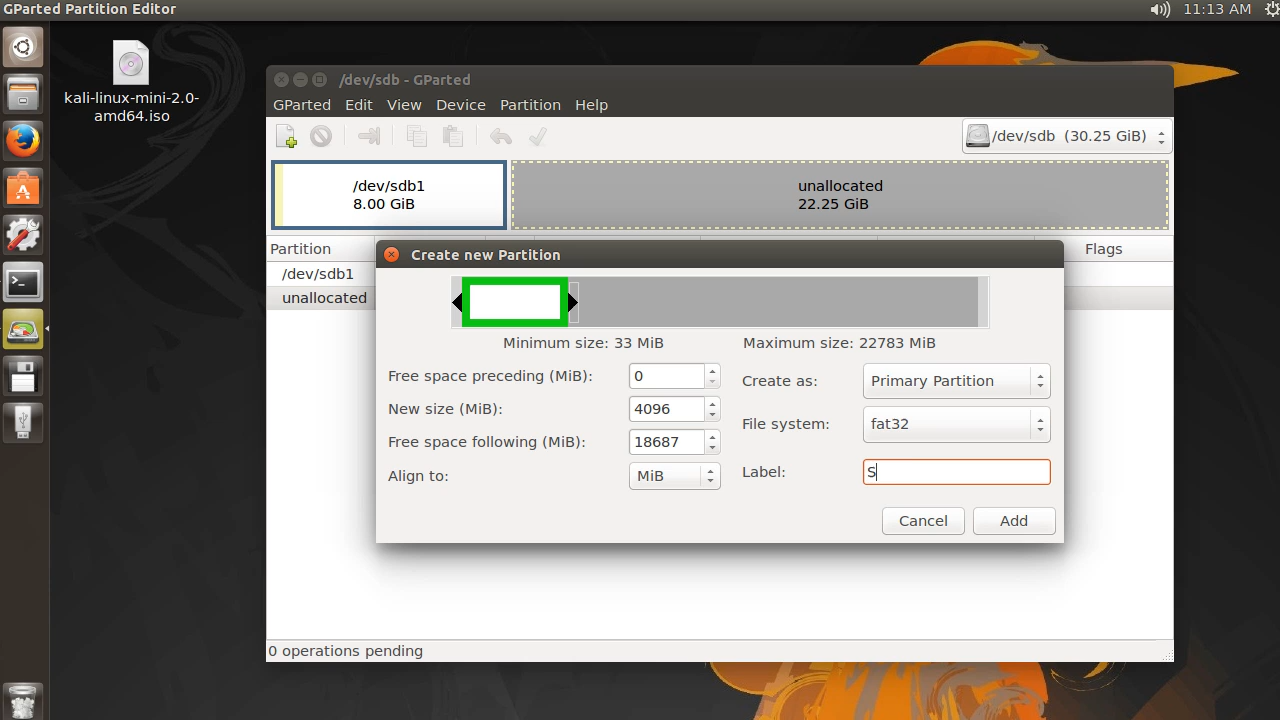 GParted Partition Editor
11:13 AM
kali-linux-mini-2.0-
amd64.iso
/dev/sdb - GParted
GParted Edit View Device Partition Help
/dev/sdb (30.25 GiB)
/dev/sdb1
8.00 GiB
unallocated
22.25 GiB
Partition
Flags
/dev/sdb1
unallocated
Create new Partition
Minimum size: 33 MiB
Maximum size: 22783 MiB
Free space preceding (MiB): 0
New size (MiB): 4096
Free space following (MiB): 18687
Align to: MiB
Create as: Primary Partition
File system: fat32
Label: S
Cancel
Add
0 operations pending